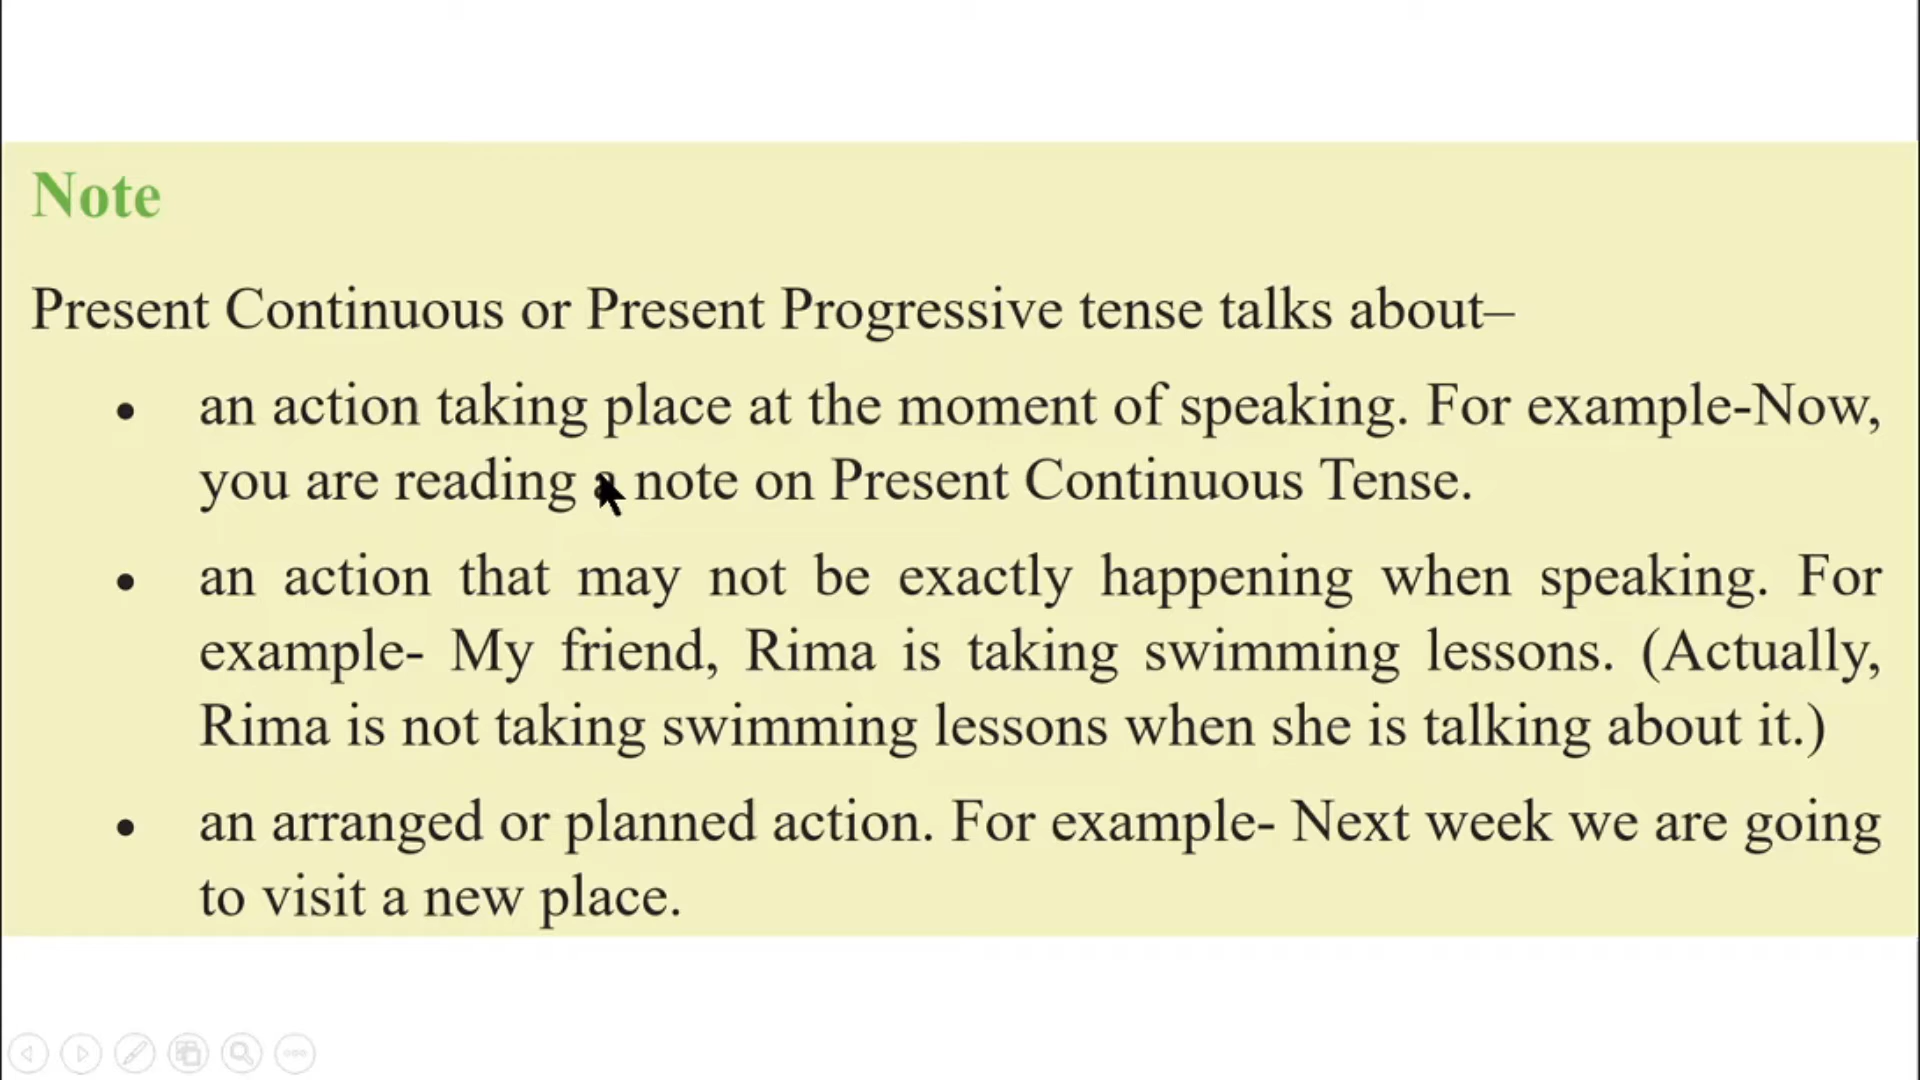 Note
Present Continuous or Present Progressive tense talks about–
• an action taking place at the moment of speaking. For example-Now,
you are reading a note on Present Continuous Tense.
• an action that may not be exactly happening when speaking. For
example- My friend, Rima is taking swimming lessons. (Actually,
Rima is not taking swimming lessons when she is talking about it.)
• an arranged or planned action. For example- Next week we are going
to visit a new place.